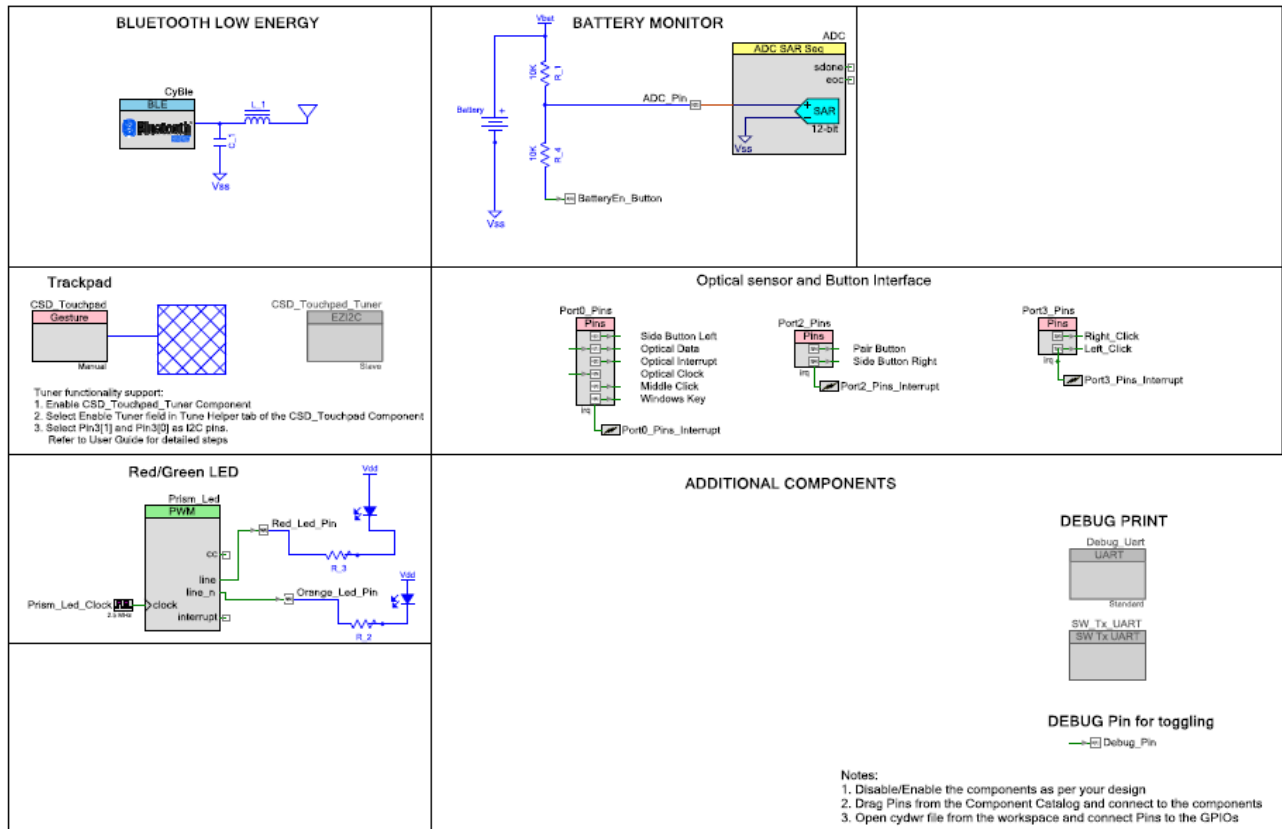 BLUETOOTH LOW ENERGY
CyBle
BLE
Bluetooth
L_1
C_1
Vss
BATTERY MONITOR
Vbat
Battery
+
10K
R_1
10K
R_4
Vss
ADC_Pin
BatteryEn_Button
ADC
ADC SAR Seq
sdone
eoc
SAR
12-bit
Vss
Trackpad
CSD_Touchpad
Gesture
Manual
CSD_Touchpad_Tuner
EZI2C
Slave
Tuner functionality support:
1. Enable CSD_Touchpad_Tuner Component
2. Select Enable Tuner field in Tune Helper tab of the CSD_Touchpad Component
3. Select Pin3[1] and Pin3[0] as I2C pins.
Refer to User Guide for detailed steps
Optical sensor and Button Interface
Port0_Pins
Pins
Side Button Left
Optical Data
Optical Interrupt
Optical Clock
Middle Click
Windows Key
irq
Port0_Pins_Interrupt
Port2_Pins
Pins
Pair Button
Side Button Right
irq
Port2_Pins_Interrupt
Port3_Pins
Pins
Right_Click
Left_Click
irq
Port3_Pins_Interrupt
Red/Green LED
Prism_Led
PWM
cc
line
line_n
clock
interrupt
Prism_Led_Clock
2.5 MHz
Red_Led_Pin
R_3
Vdd
Orange_Led_Pin
R_2
Vdd
ADDITIONAL COMPONENTS
DEBUG PRINT
Debug_Uart
UART
Standard
SW_Tx_UART
SW Tx UART
DEBUG Pin for toggling
Debug_Pin
Notes:
1. Disable/Enable the components as per your design
2. Drag Pins from the Component Catalog and connect to the components
3. Open cydwr file from the workspace and connect Pins to the GPIOs